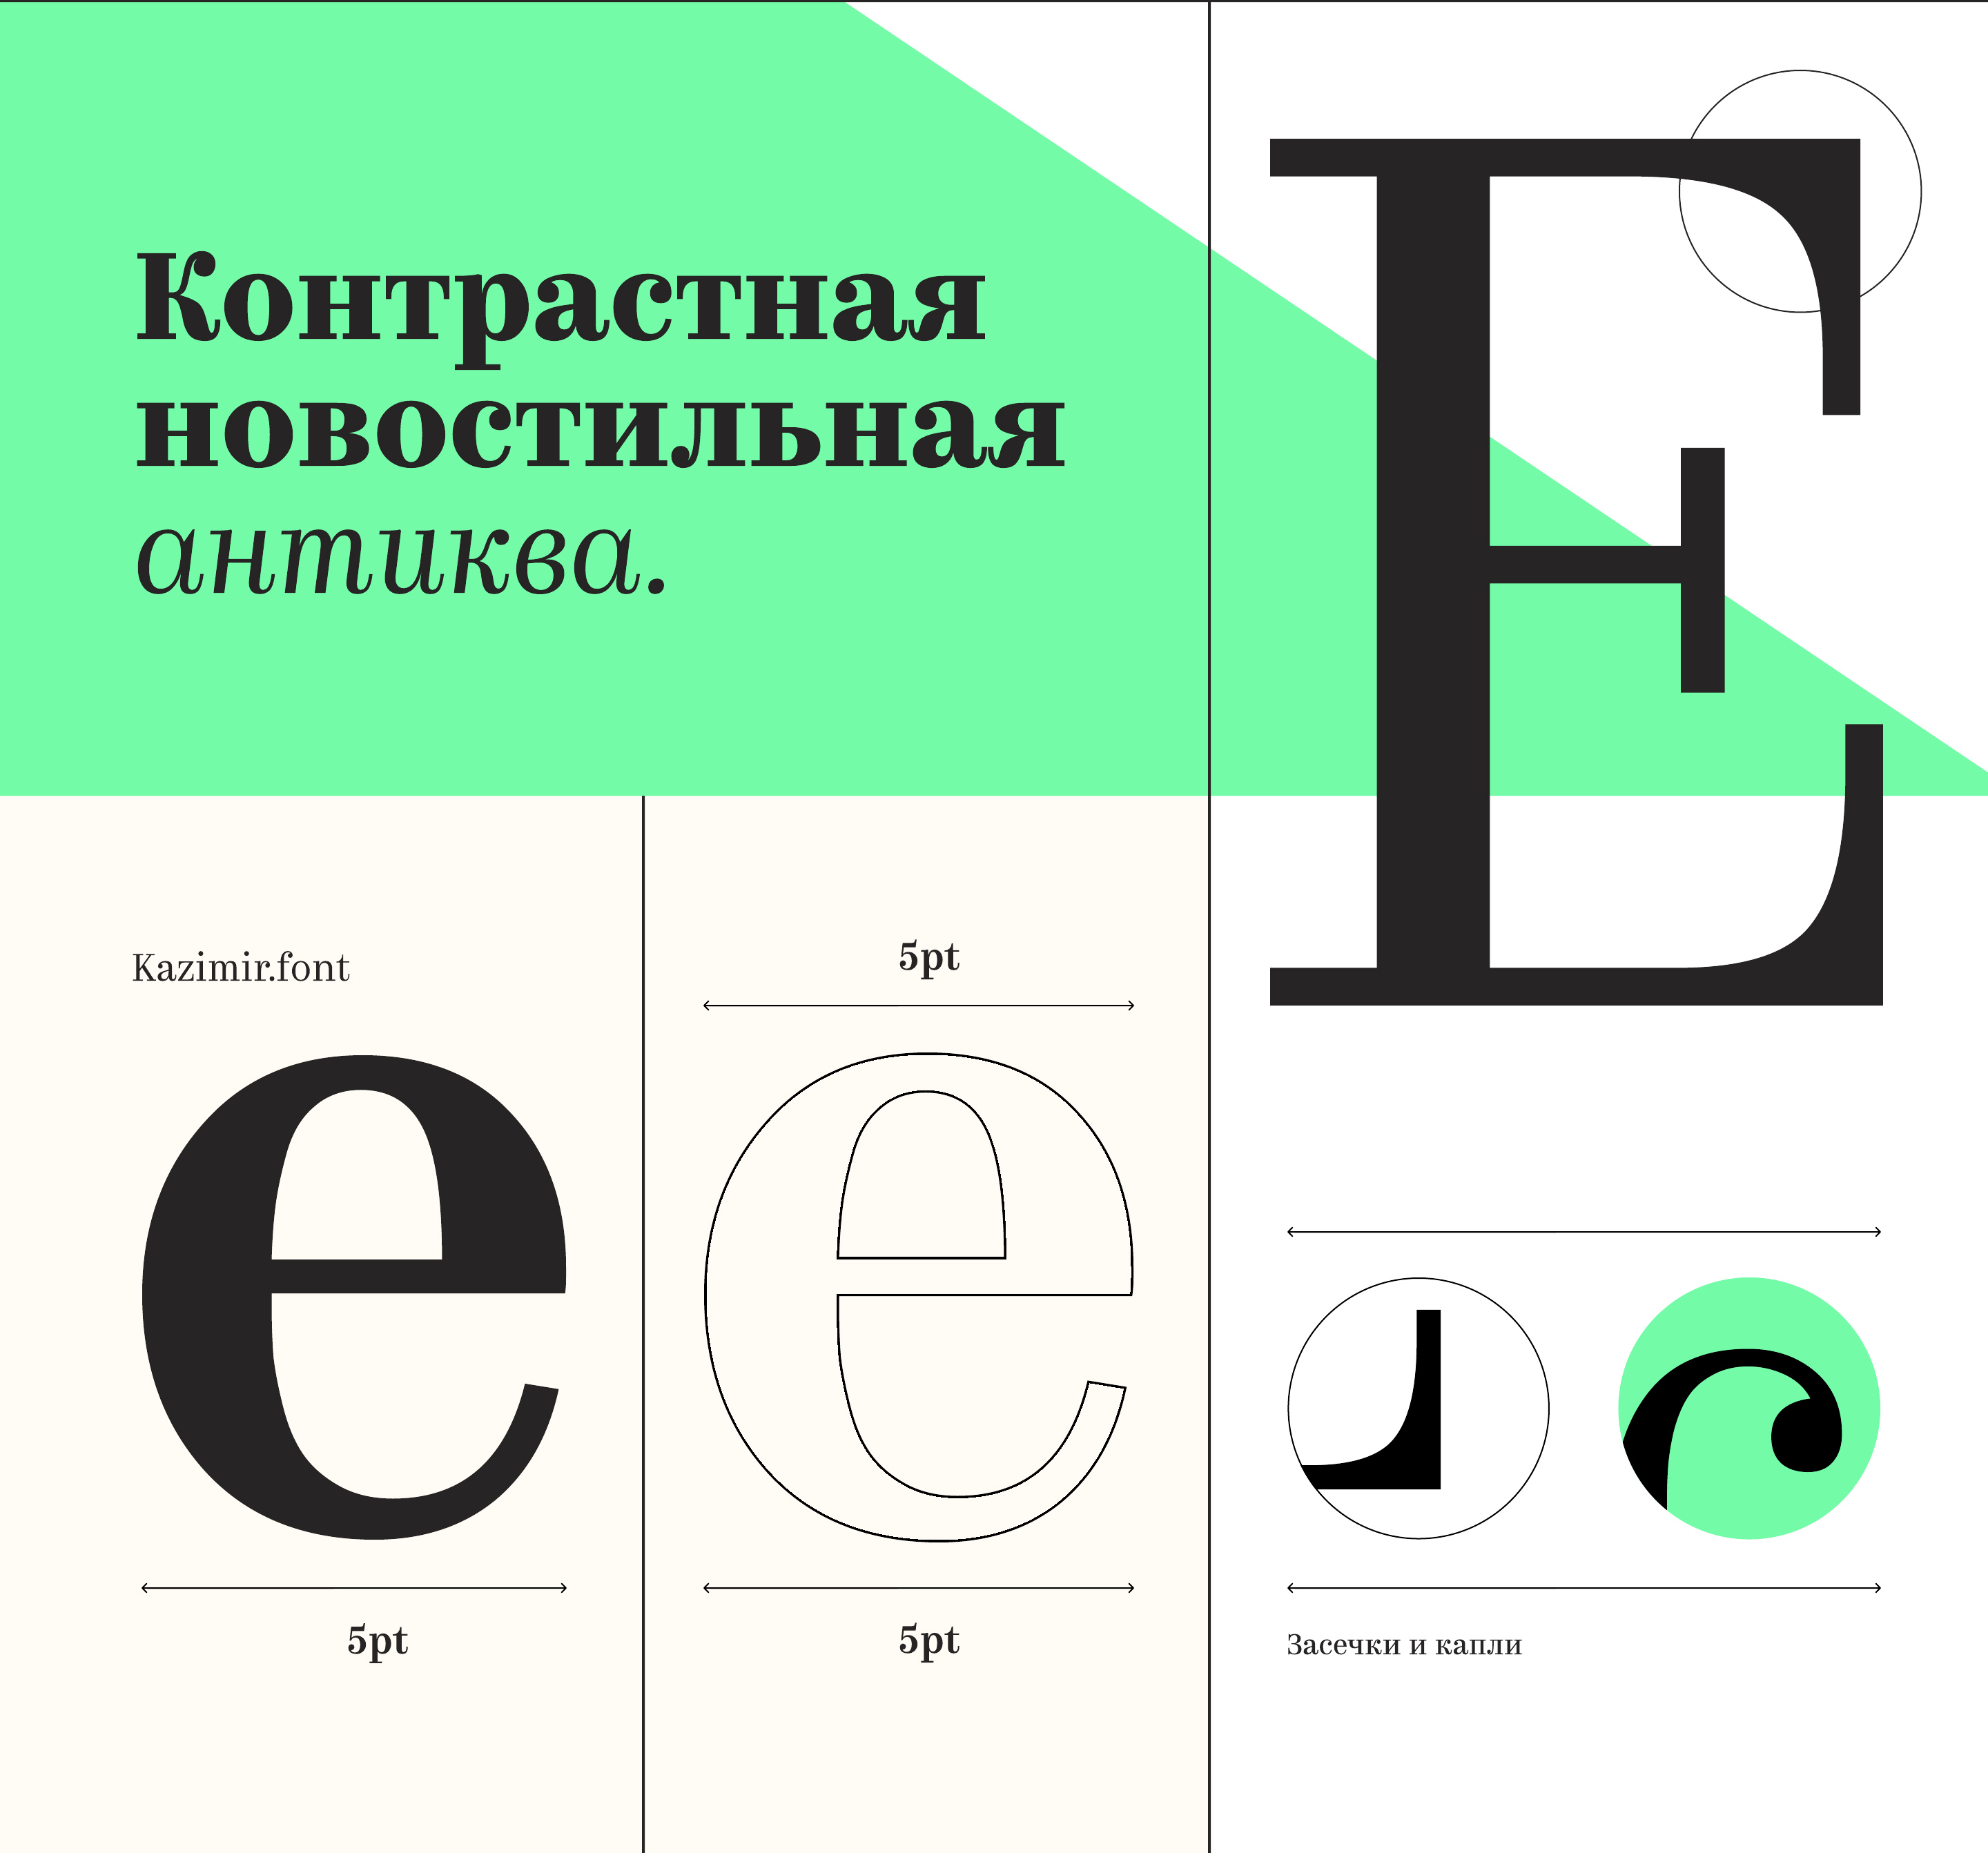 Контрастная
новостильная
антиква.
E
Kazimir.font
5pt
e
e
5pt
5pt
Засечки и капли